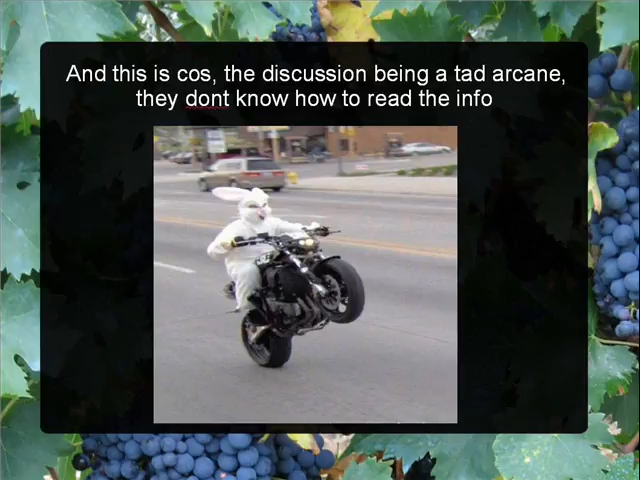 And this is cos, the discussion being a tad arcane,
they dont know how to read the info